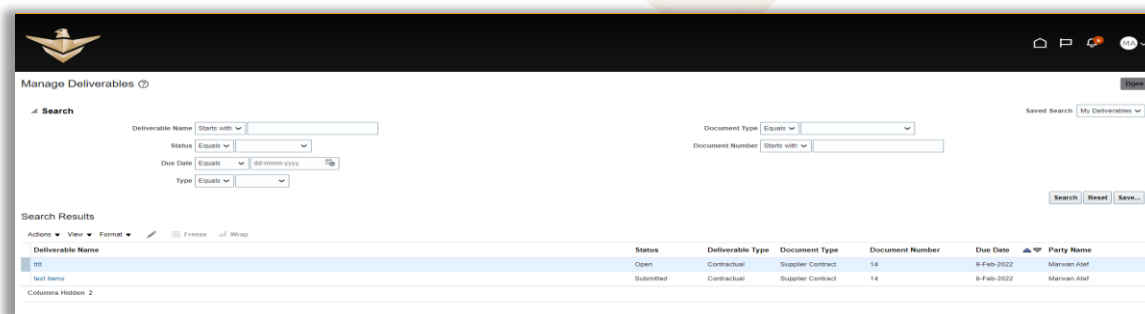 MA
Manage Deliverables
Done
Search
Saved Search My Deliverables
Deliverable Name Starts with
Document Type Equals
Status Equals
Document Number Starts with
Due Date Equals dd-mmm-yyyy
Type Equals
Search Reset Save...
Search Results
Actions View Format Freeze Wrap
Deliverable Name Status Deliverable Type Document Type Document Number Due Date Party Name
tttt Open Contractual Supplier Contract 14 9-Feb-2022 Marwan Atef
test items Submitted Contractual Supplier Contract 14 8-Feb-2022 Marwan Atef
Columns Hidden 2